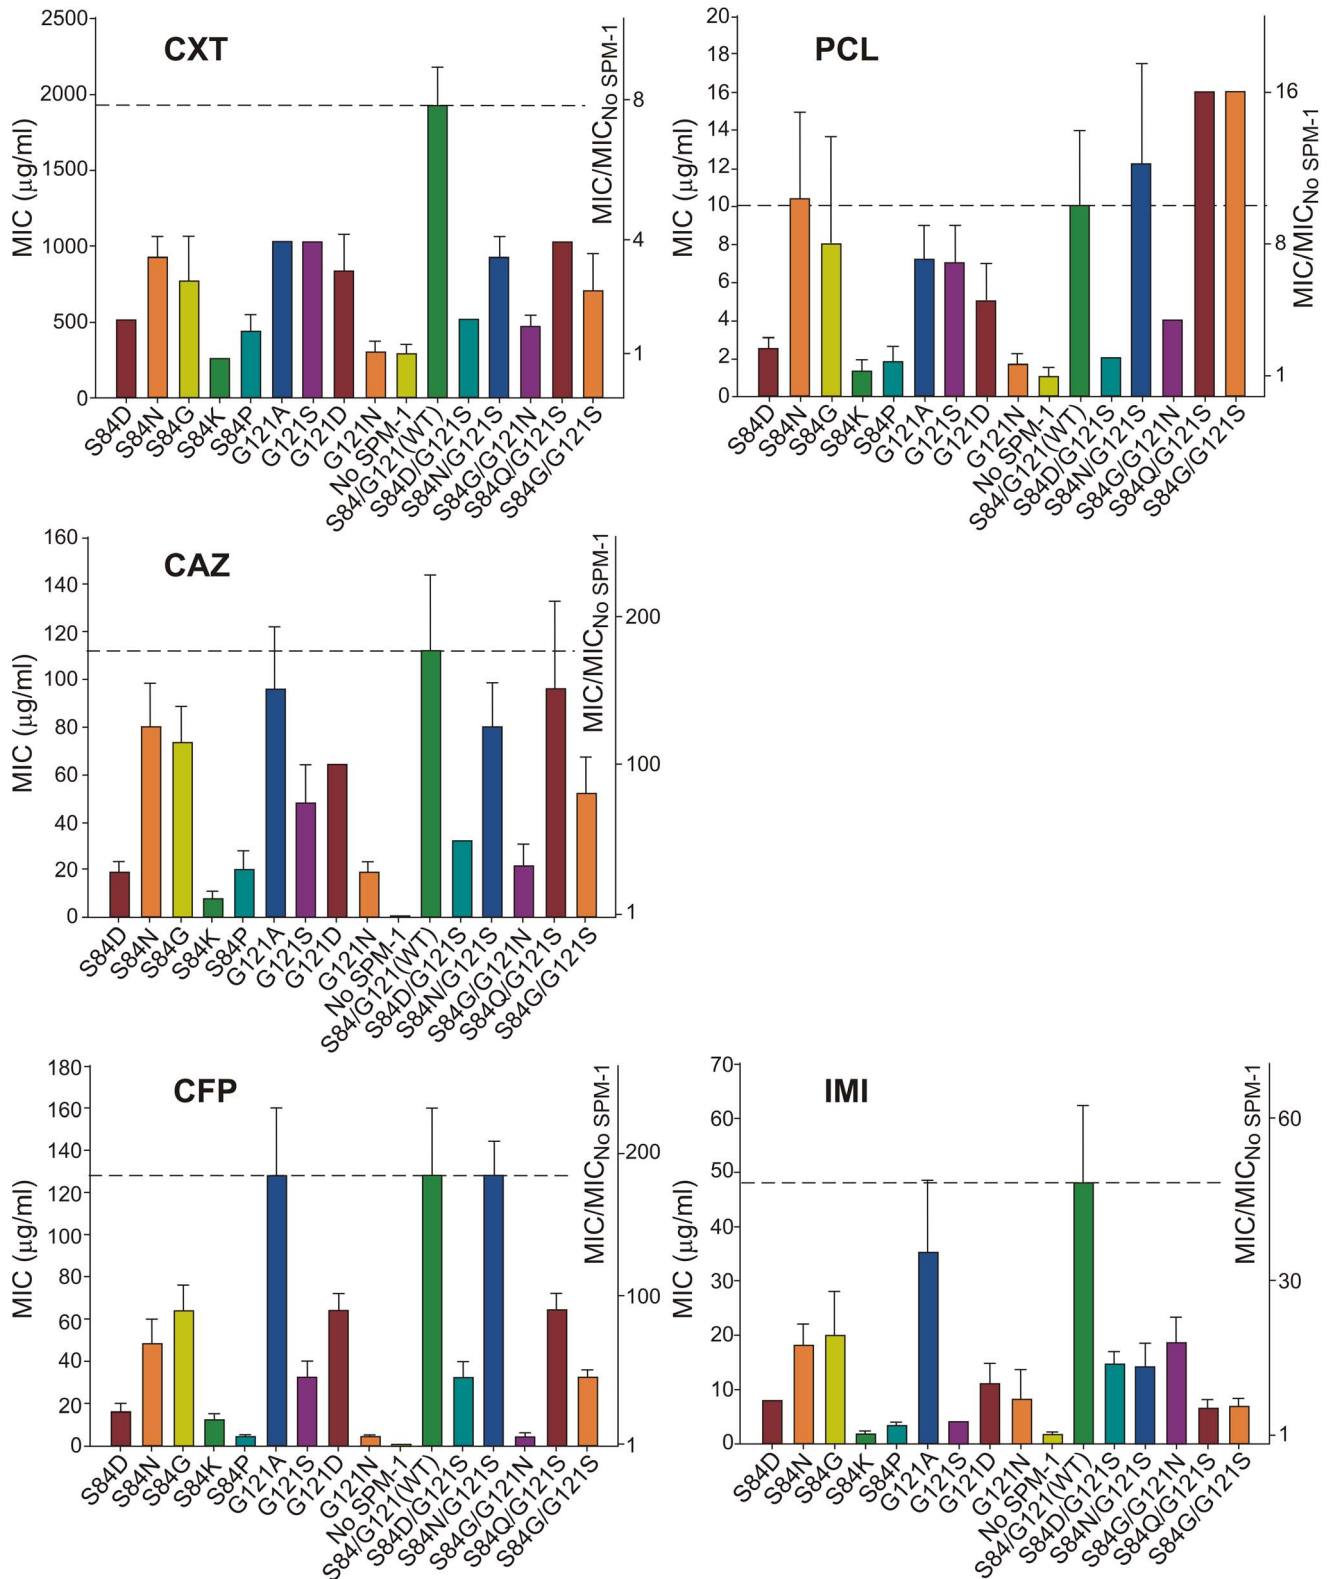 CXT
MIC (μg/ml)
2500
2000
1500
1000
500
0
8
4
1
MIC/MIC No SPM-1
S84D
S84N
S84G
S84K
S84P
G121A
G121S
G121D
G121N
No SPM-1
S84/G121(WT)
S84D/G121S
S84N/G121S
S84G/G121N
S84Q/G121S
S84G/G121S
PCL
MIC (μg/ml)
20
18
16
14
12
10
8
6
4
2
0
16
8
1
MIC/MIC No SPM-1
S84D
S84N
S84G
S84K
S84P
G121A
G121S
G121D
G121N
No SPM-1
S84/G121(WT)
S84D/G121S
S84N/G121S
S84G/G121N
S84Q/G121S
S84G/G121S
CAZ
MIC (μg/ml)
160
140
120
100
80
60
40
20
0
200
100
1
MIC/MIC No SPM-1
S84D
S84N
S84G
S84K
S84P
G121A
G121S
G121D
G121N
No SPM-1
S84/G121(WT)
S84D/G121S
S84N/G121S
S84G/G121N
S84Q/G121S
S84G/G121S
CFP
MIC (μg/ml)
180
160
140
120
100
80
60
40
20
0
200
100
1
MIC/MIC No SPM-1
S84D
S84N
S84G
S84K
S84P
G121A
G121S
G121D
G121N
No SPM-1
S84/G121(WT)
S84D/G121S
S84N/G121S
S84G/G121N
S84Q/G121S
S84G/G121S
IMI
MIC (μg/ml)
70
60
50
40
30
20
10
0
60
30
1
MIC/MIC No SPM-1
S84D
S84N
S84G
S84K
S84P
G121A
G121S
G121D
G121N
No SPM-1
S84/G121(WT)
S84D/G121S
S84N/G121S
S84G/G121N
S84Q/G121S
S84G/G121S